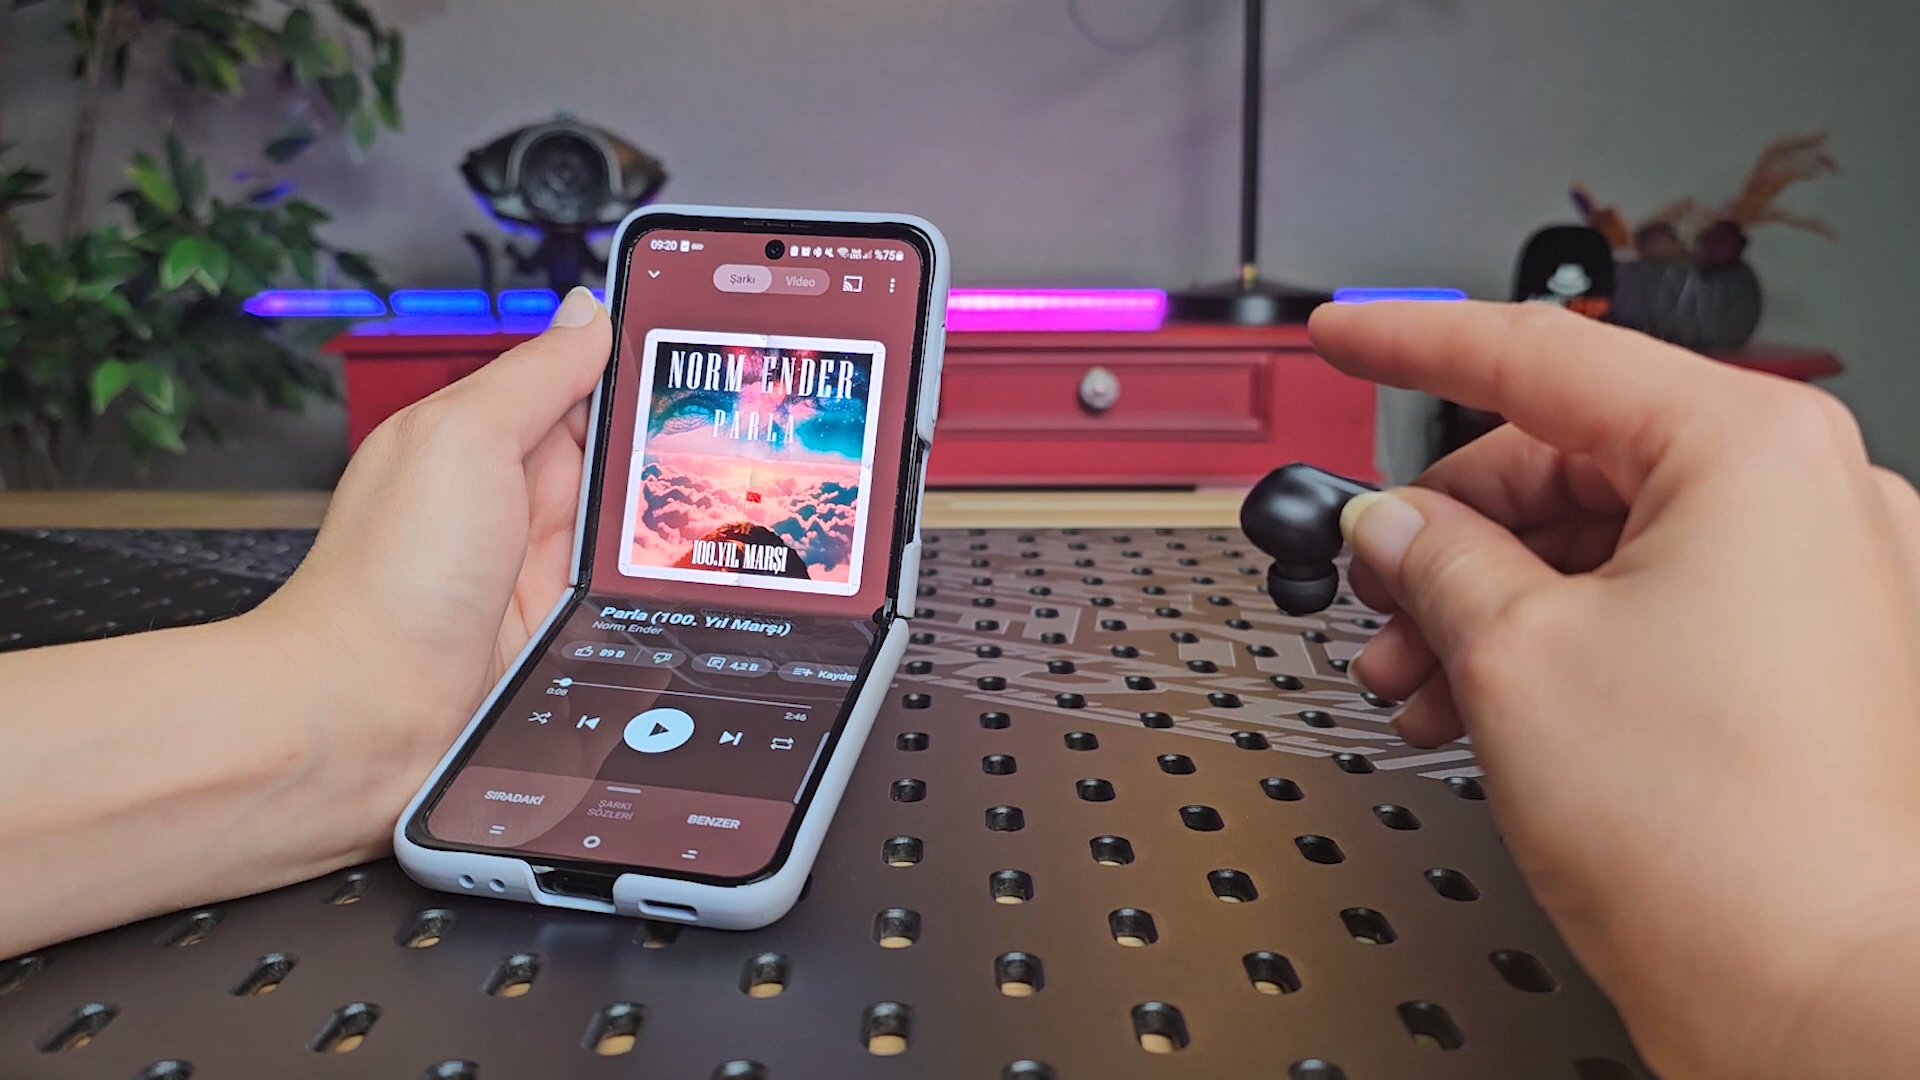 09:20
%75
Şarkı
Video
NORM ENDER
PARLA
100.YIL MARŞI
Parla (100. Yıl Marşı)
Norm Ender
89 B
4,2 B
Kayde
0:08
2:46
SIRADAKİ
ŞARKI
SÖZLERİ
BENZER